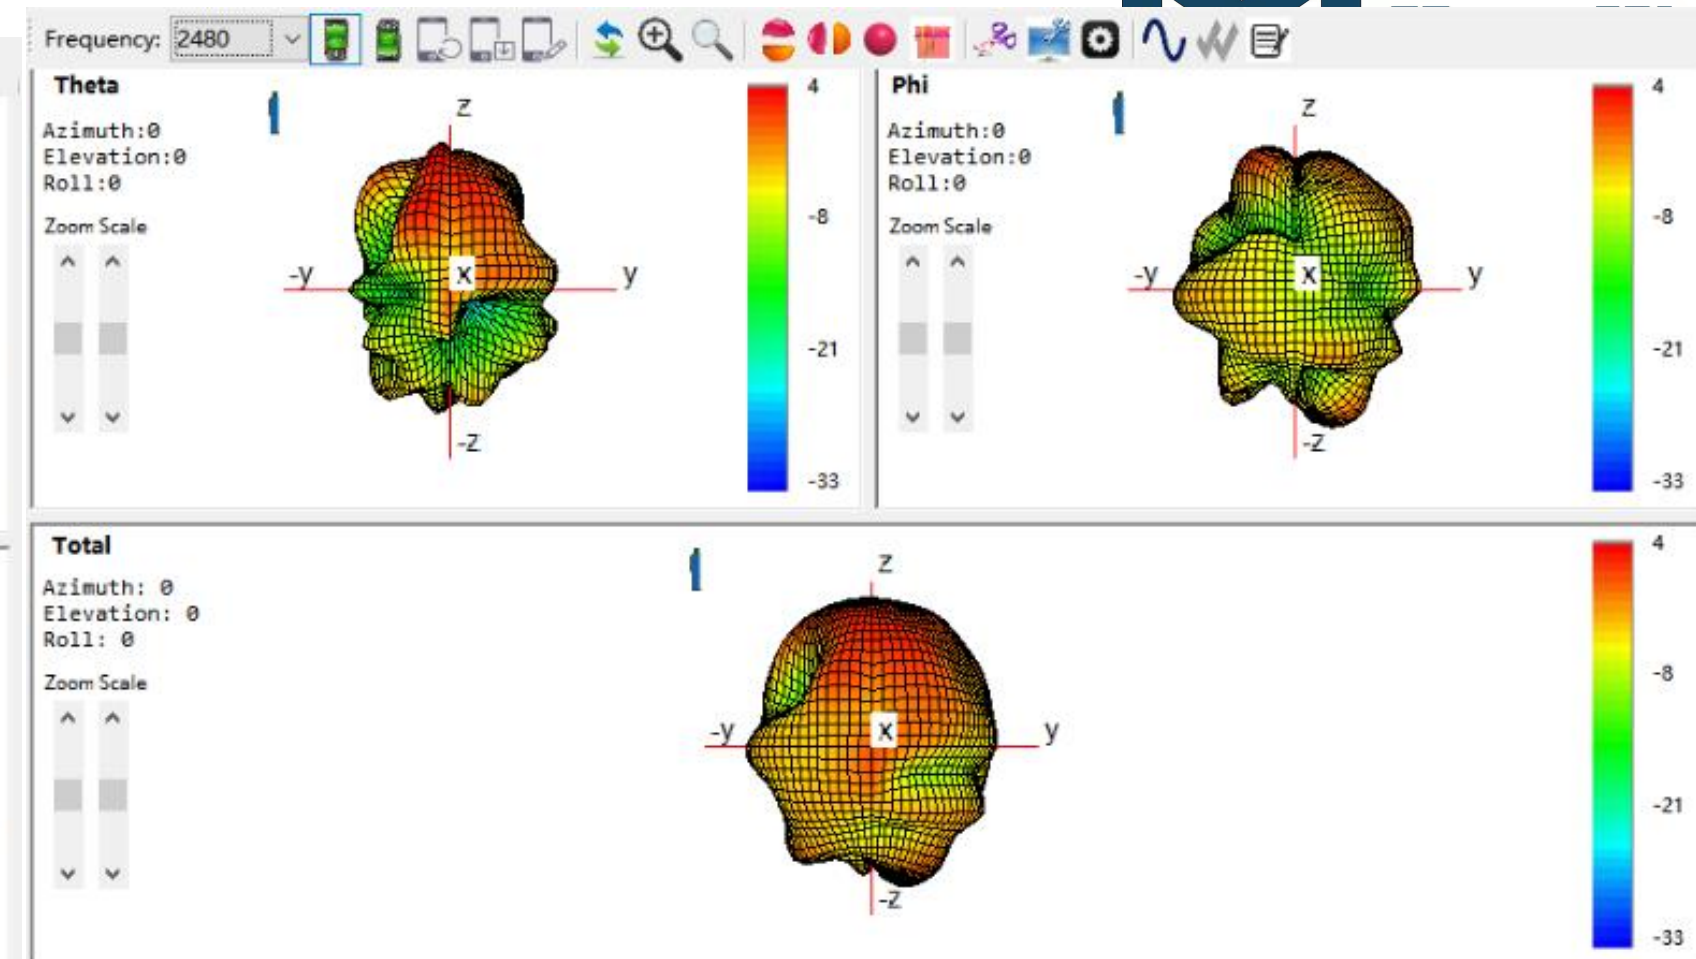 Frequency: 2480
Theta
Azimuth:0
Elevation:0
Roll:0
Zoom Scale
z
-y
x
y
-z
4
-8
-21
-33
Phi
Azimuth:0
Elevation:0
Roll:0
Zoom Scale
z
-y
x
y
-z
4
-8
-21
-33
Total
Azimuth: 0
Elevation: 0
Roll: 0
Zoom Scale
z
-y
x
y
-z
4
-8
-21
-33